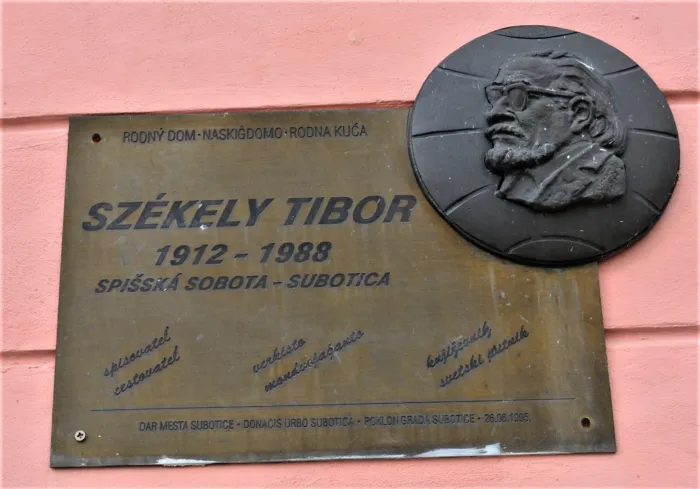 RODNÝ DOM · NASKIĜDOMO · RODNA KUĆA
SZÉKELY TIBOR
1912 – 1988
SPIŠSKÁ SOBOTA – SUBOTICA
spisovateľ
cestovateľ
verkisto
mondvojaĝanto
književnik
svetski putnik
DAR MESTA SUBOTICE · DONACIS URBO SUBOTICA · POKLON GRADA SUBOTICE ·